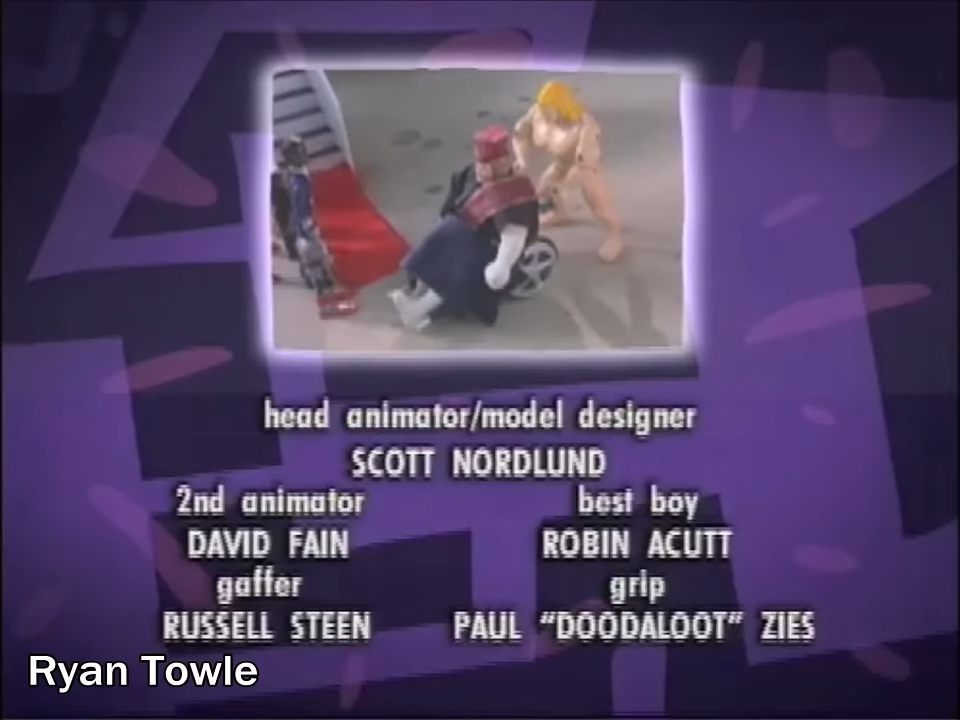 head animator/model designer
SCOTT NORDLUND
2nd animator best boy
DAVID FAIN ROBIN ACUTT
gaffer grip
RUSSELL STEEN PAUL “DOODALOOT” ZIES
Ryan Towle